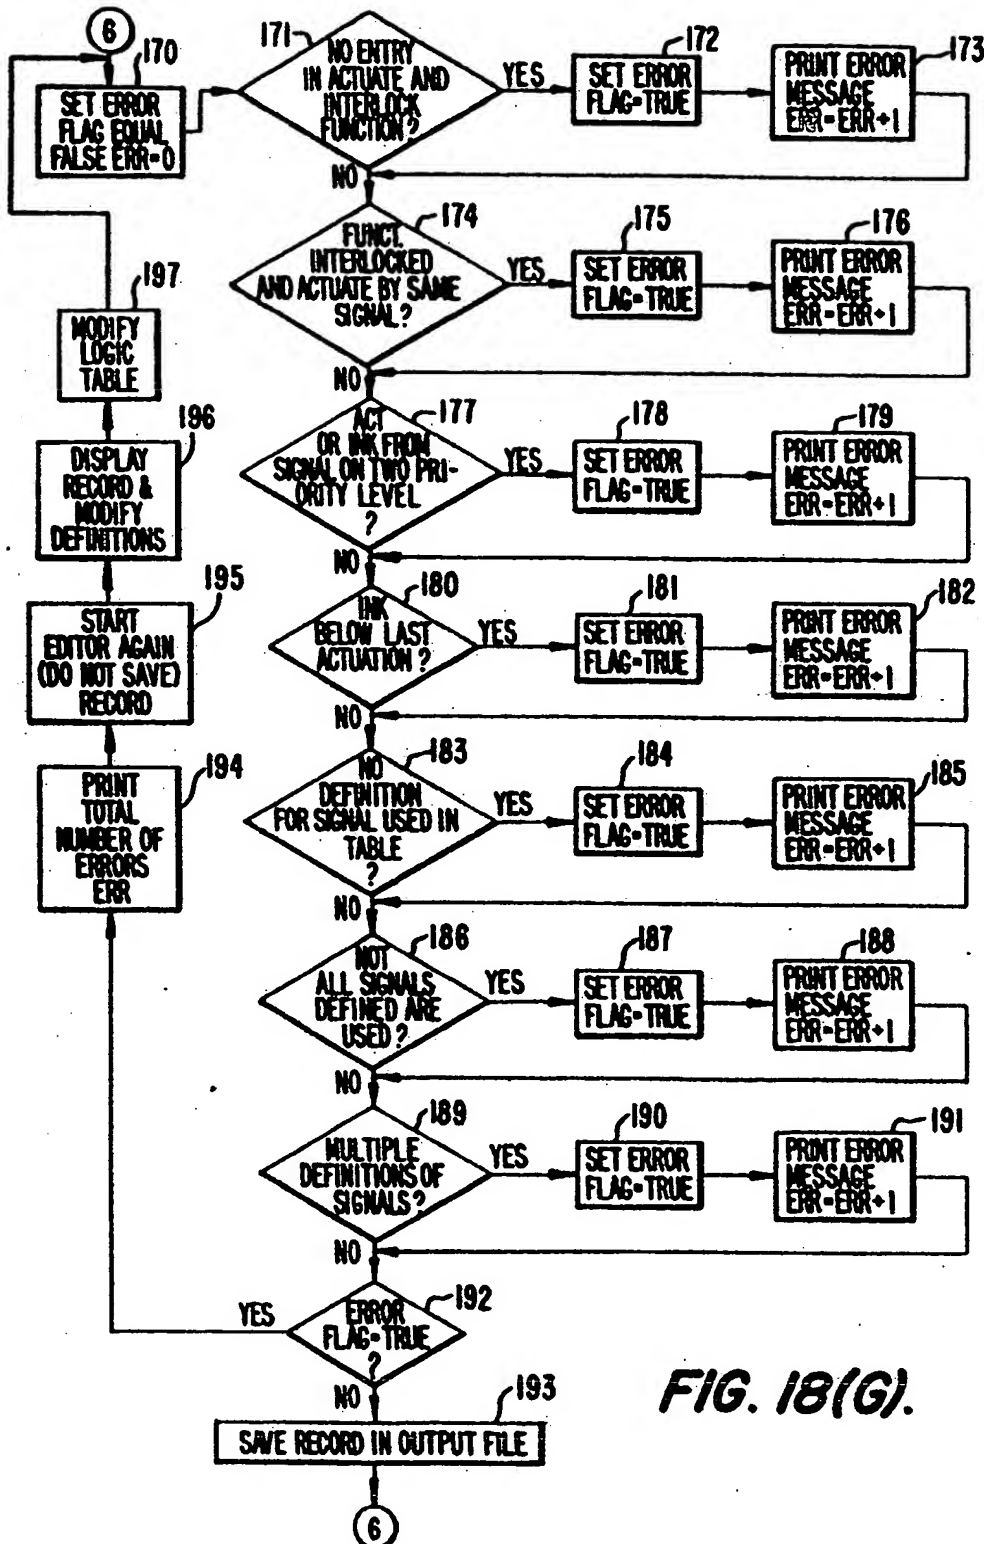 6
170
SET ERROR
FLAG EQUAL
FALSE ERR=0
171
NO ENTRY
IN ACTUATE AND
INTERLOCK
FUNCTION?
YES
172
SET ERROR
FLAG=TRUE
173
PRINT ERROR
MESSAGE
ERR=ERR+1
NO
174
FUNCT.
INTERLOCKED
AND ACTUATE BY SAME
SIGNAL?
YES
175
SET ERROR
FLAG=TRUE
176
PRINT ERROR
MESSAGE
ERR=ERR+1
NO
177
ACT
OR INK FROM
SIGNAL ON TWO PRI-
ORITY LEVEL
?
YES
178
SET ERROR
FLAG=TRUE
179
PRINT ERROR
MESSAGE
ERR=ERR+1
NO
180
INK
BELOW LAST
ACTUATION?
YES
181
SET ERROR
FLAG=TRUE
182
PRINT ERROR
MESSAGE
ERR=ERR+1
NO
183
NO
DEFINITION
FOR SIGNAL USED IN
TABLE
?
YES
184
SET ERROR
FLAG=TRUE
185
PRINT ERROR
MESSAGE
ERR=ERR+1
NO
186
NOT
ALL SIGNALS
DEFINED ARE
USED?
YES
187
SET ERROR
FLAG=TRUE
188
PRINT ERROR
MESSAGE
ERR=ERR+1
NO
189
MULTIPLE
DEFINITIONS OF
SIGNALS?
YES
190
SET ERROR
FLAG=TRUE
191
PRINT ERROR
MESSAGE
ERR=ERR+1
NO
192
ERROR
FLAG=TRUE
?
YES
NO
193
SAVE RECORD IN OUTPUT FILE
6
194
PRINT
TOTAL
NUMBER OF
ERRORS
ERR
195
START
EDITOR AGAIN
(DO NOT SAVE)
RECORD
196
DISPLAY
RECORD &
MODIFY
DEFINITIONS
197
MODIFY
LOGIC
TABLE
FIG. 18(G).